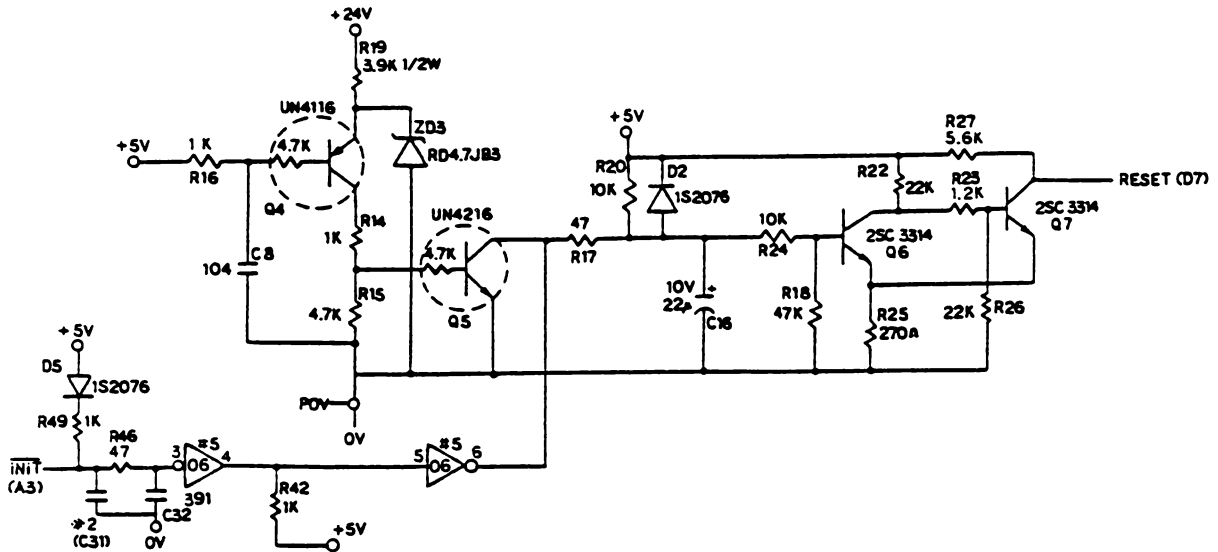 +24V
R19
3.9K 1/2W
UN4116
ZD3
RD4.7JB3
+5V
1K
R16
4.7K
Q4
R14
1K
C8
104
R15
4.7K
UN4216
4.7K
Q5
47
R17
+5V
R20
10K
D2
1S2076
10K
R24
10V +
22μ
C16
R18
47K
R22
22K
2SC3314
Q6
R25
270Ω
R27
5.6K
R23
1.2K
2SC3314
Q7
22K
R26
RESET (D7)
POV
0V
+5V
D5
1S2076
R49
1K
R46
47
INIT
(A3)
*2
(C31)
0V
C32
391
3
#5
06
4
R42
1K
+5V
5
#5
06
6